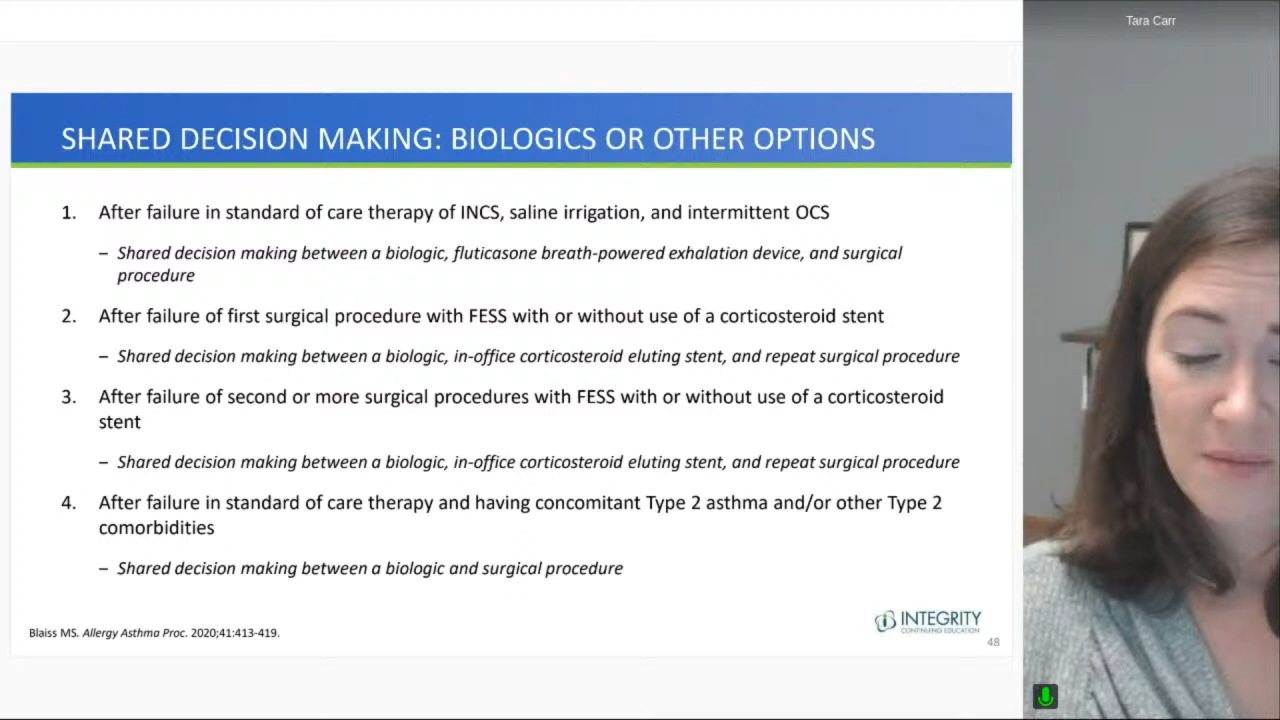 Tara Carr
SHARED DECISION MAKING: BIOLOGICS OR OTHER OPTIONS
1. After failure in standard of care therapy of INCS, saline irrigation, and intermittent OCS
– Shared decision making between a biologic, fluticasone breath-powered exhalation device, and surgical
procedure
2. After failure of first surgical procedure with FESS with or without use of a corticosteroid stent
– Shared decision making between a biologic, in-office corticosteroid eluting stent, and repeat surgical procedure
3. After failure of second or more surgical procedures with FESS with or without use of a corticosteroid
stent
– Shared decision making between a biologic, in-office corticosteroid eluting stent, and repeat surgical procedure
4. After failure in standard of care therapy and having concomitant Type 2 asthma and/or other Type 2
comorbidities
– Shared decision making between a biologic and surgical procedure
Blaiss MS. Allergy Asthma Proc. 2020;41:413-419.
INTEGRITY
CONTINUING EDUCATION
48